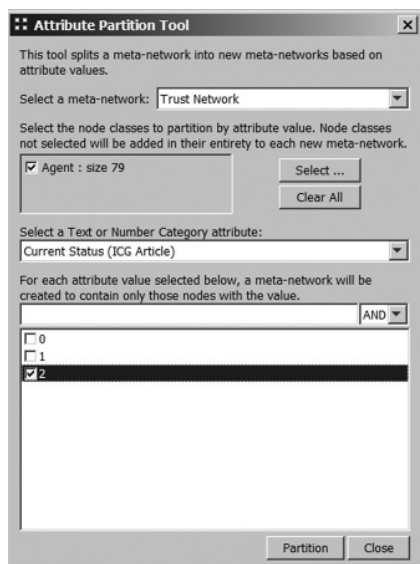 Attribute Partition Tool
This tool splits a meta-network into new meta-networks based on
attribute values.
Select a meta-network: Trust Network
Select the node classes to partition by attribute value. Node classes
not selected will be added in their entirety to each new meta-network.
Agent : size 79
Select ...
Clear All
Select a Text or Number Category attribute:
Current Status (ICG Article)
For each attribute value selected below, a meta-network will be
created to contain only those nodes with the value.
AND
0
1
2
Partition Close